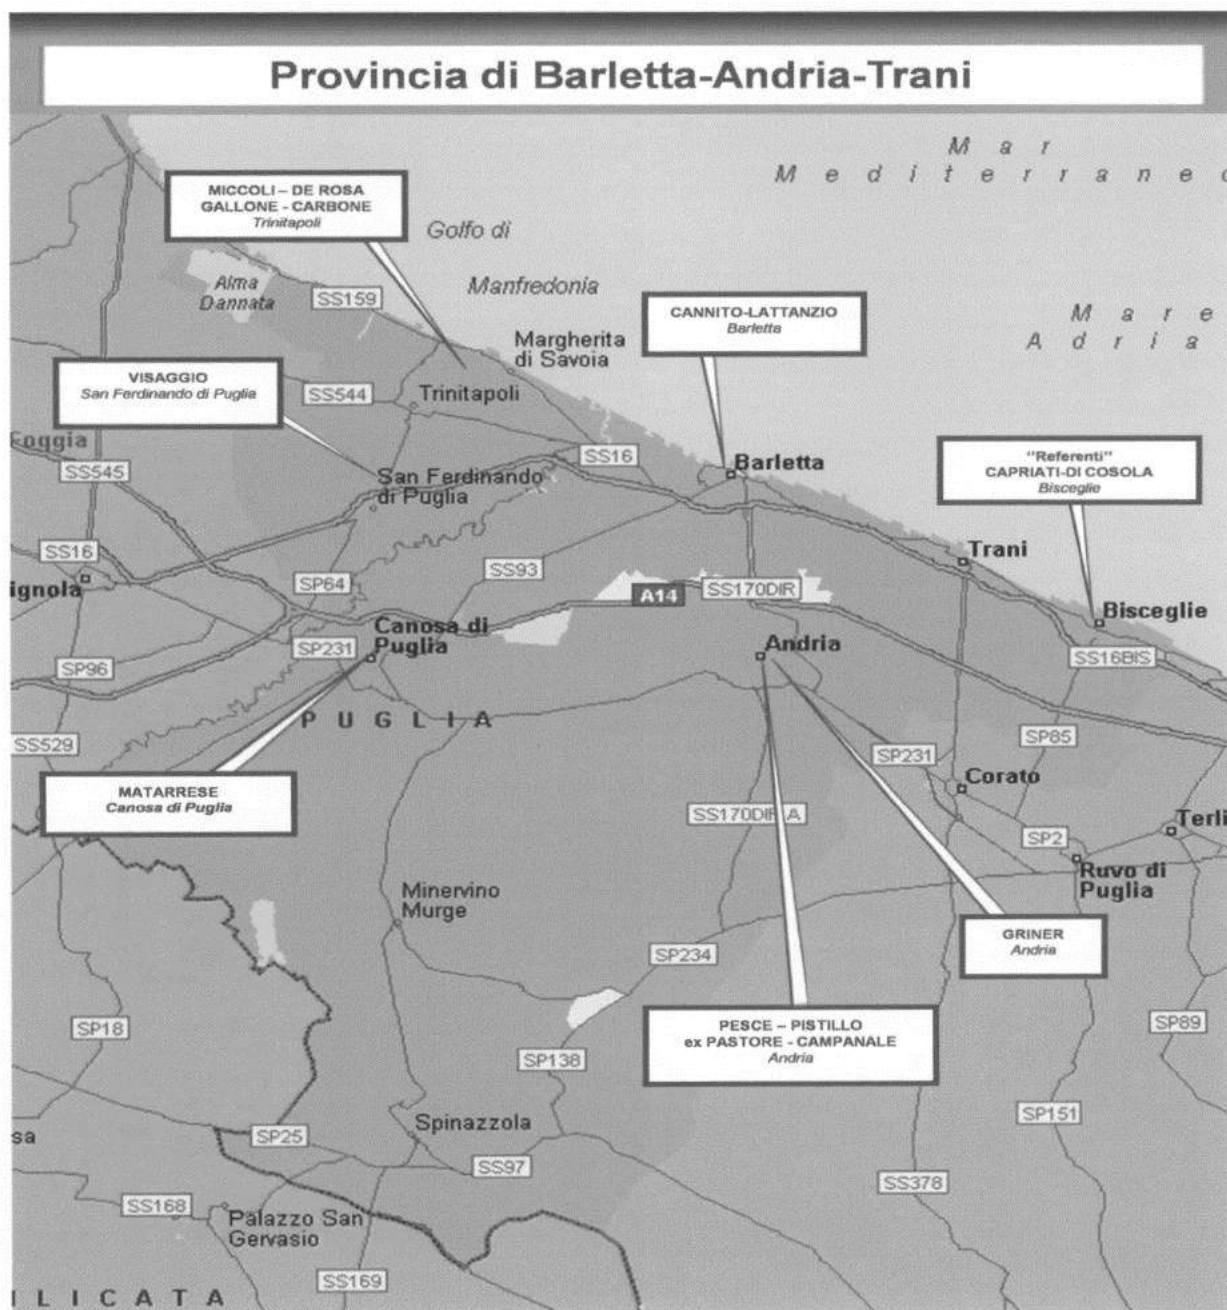 Provincia di Barletta-Andria-Trani
Mar
Mediterraneo
MICCOLI – DE ROSA
GALLONE - CARBONE
Trinitapoli
Golfo di
Manfredonia
Alma
Dannata
SS159
CANNITO-LATTANZIO
Barletta
Mare
Adria
Margherita
di Savoia
VISAGGIO
San Ferdinando di Puglia
SS544
Trinitapoli
Foggia
SS545
SS16
Barletta
"Referenti"
CAPRIATI-DI COSOLA
Bisceglie
San Ferdinando
di Puglia
SS16
Trani
ignola
SP64
SS93
A14
SS170DIR
Bisceglie
Canosa di
Puglia
SP231
Andria
SP96
SS16BIS
PUGLIA
SS529
SP85
SP231
MATARRESE
Canosa di Puglia
Corato
SS170DIR A
Terli
SP2
Ruvo di
Puglia
Minervino
Murge
GRINER
Andria
SP234
PESCE – PISTILLO
ex PASTORE - CAMPANALE
Andria
SP18
SP89
SP138
SP151
sa
SP25
Spinazzola
SS97
SS378
SS168
Palazzo San
Gervasio
SS169
ILICATA